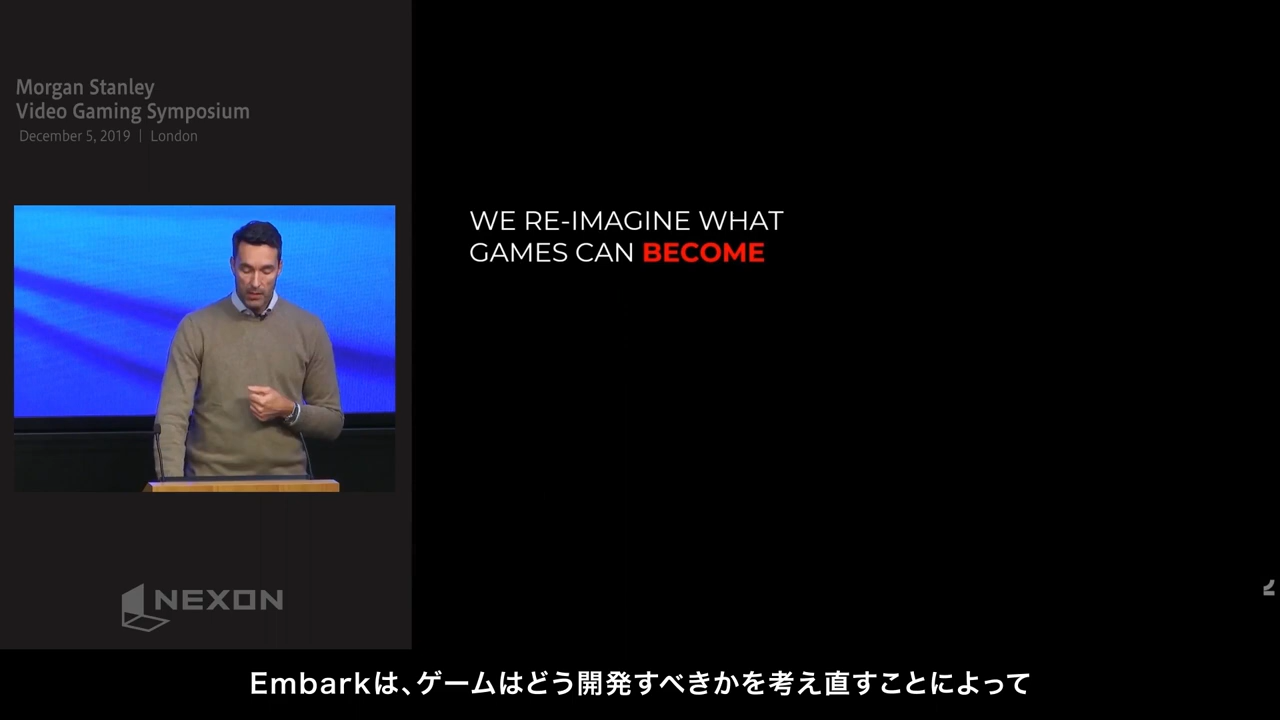 Morgan Stanley
Video Gaming Symposium
December 5, 2019 | London
WE RE-IMAGINE WHAT
GAMES CAN BECOME
NEXON
Embarkは、ゲームはどう開発すべきかを考え直すことによって